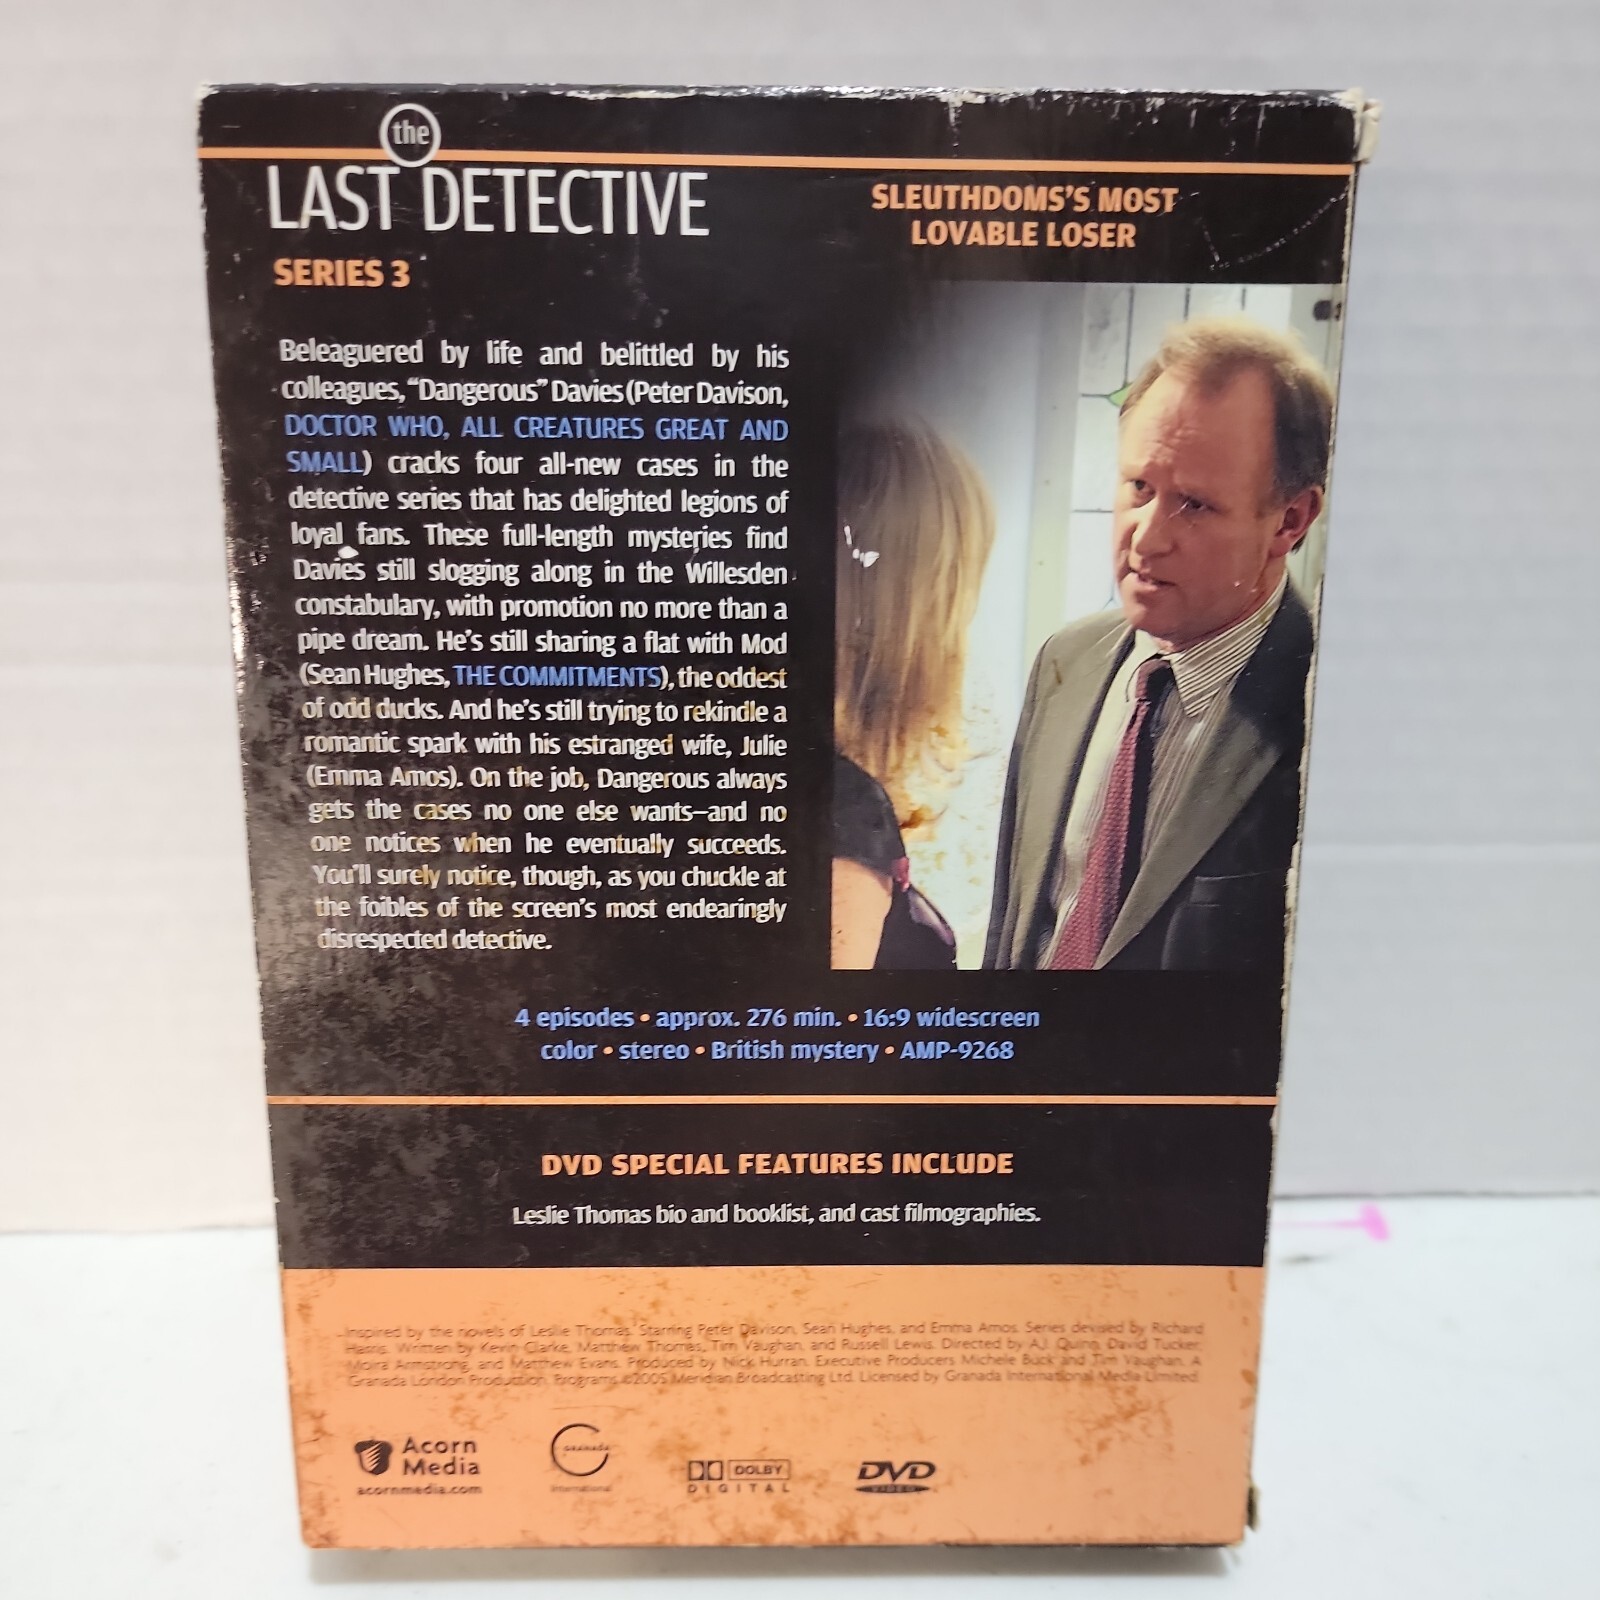 the
LAST DETECTIVE
SERIES 3
SLEUTHDOMS'S MOST
LOVABLE LOSER
Beleaguered by life and belittled by his
colleagues, "Dangerous" Davies (Peter Davison,
DOCTOR WHO, ALL CREATURES GREAT AND
SMALL) cracks four all-new cases in the
detective series that has delighted legions of
loyal fans. These full-length mysteries find
Davies still slogging along in the Willesden
constabulary, with promotion no more than a
pipe dream. He's still sharing a flat with Mod
(Sean Hughes, THE COMMITMENTS), the oddest
of odd ducks. And he's still trying to rekindle a
romantic spark with his estranged wife, Julie
(Emma Amos). On the job, Dangerous always
gets the cases no one else wants—and no
one notices when he eventually succeeds.
You'll surely notice, though, as you chuckle at
the foibles of the screen's most endearingly
disrespected detective.
4 episodes • approx. 276 min. • 16:9 widescreen
color • stereo • British mystery • AMP-9268
DVD SPECIAL FEATURES INCLUDE
Leslie Thomas bio and booklist, and cast filmographies.
Inspired by the novels of Leslie Thomas. Starring Peter Davison, Sean Hughes, and Emma Amos. Series devised by Richard
Harris. Written by Kevin Clarke, Matthew Thomas, Tim Vaughan, and Russell Lewis. Directed by A.J. Quinn, David Tucker,
Moira Armstrong, and Matthew Evans. Produced by Nick Hurran. Executive Producers Michele Buck and Tim Vaughan. A
Granada London Production. Programs ©2005 Meridian Broadcasting Ltd. Licensed by Granada International Media Limited.
Acorn
Media
acornmedia.com
GRANADA
International
DOLBY
DIGITAL
DVD
VIDEO